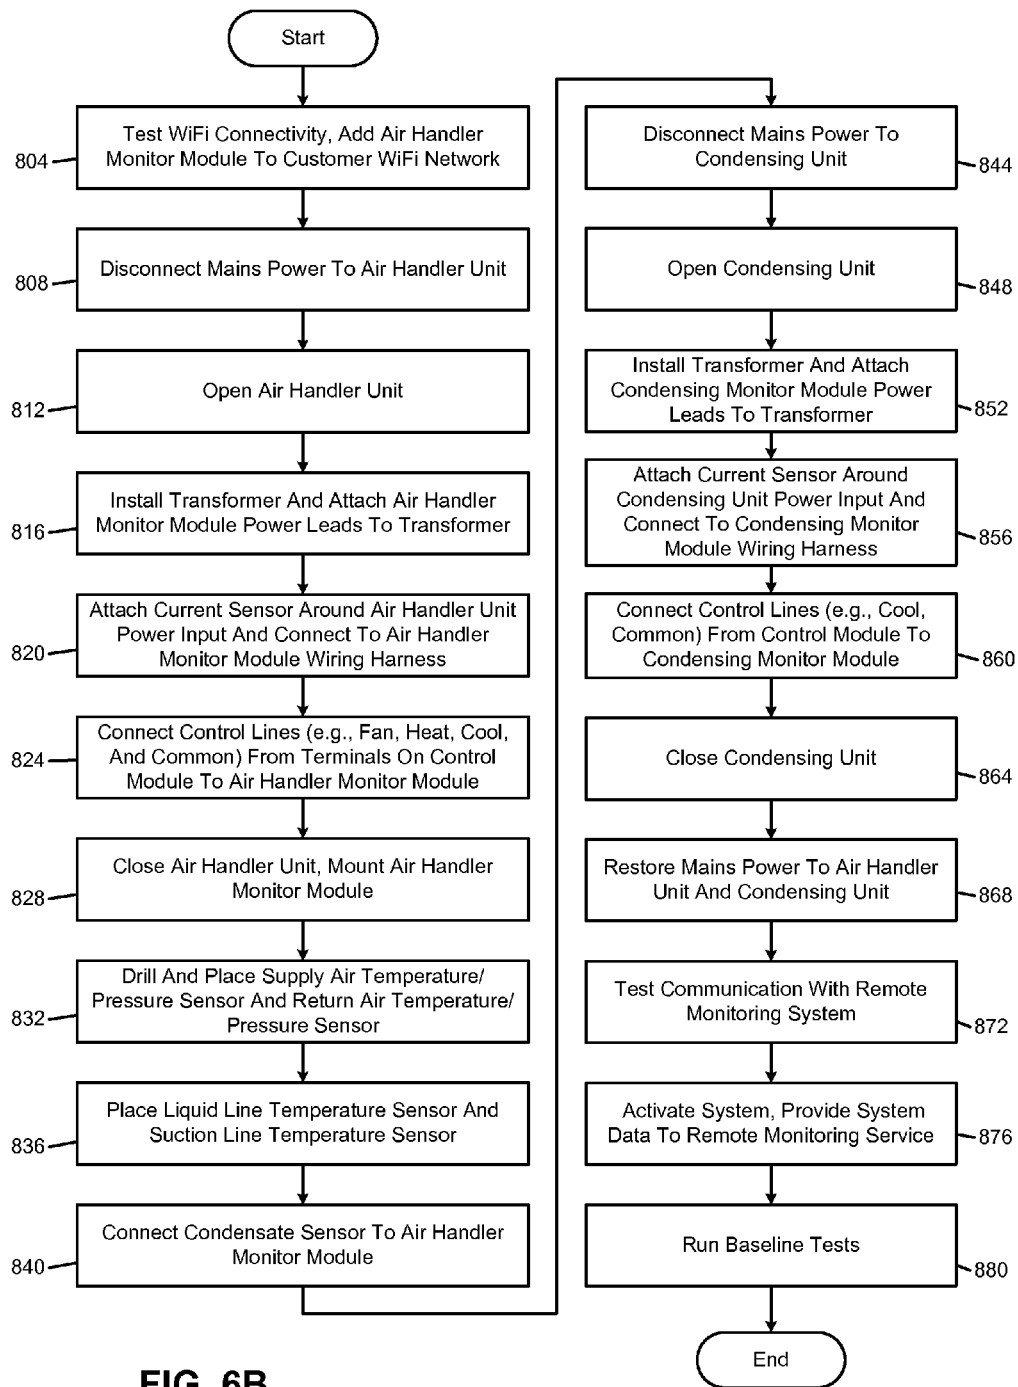 Start
Test WiFi Connectivity, Add Air Handler
Monitor Module To Customer WiFi Network
804
Disconnect Mains Power To Air Handler Unit
808
Open Air Handler Unit
812
Install Transformer And Attach Air Handler
Monitor Module Power Leads To Transformer
816
Attach Current Sensor Around Air Handler Unit
Power Input And Connect To Air Handler
Monitor Module Wiring Harness
820
Connect Control Lines (e.g., Fan, Heat, Cool,
And Common) From Terminals On Control
Module To Air Handler Monitor Module
824
Close Air Handler Unit, Mount Air Handler
Monitor Module
828
Drill And Place Supply Air Temperature/
Pressure Sensor And Return Air Temperature/
Pressure Sensor
832
Place Liquid Line Temperature Sensor And
Suction Line Temperature Sensor
836
Connect Condensate Sensor To Air Handler
Monitor Module
840
Disconnect Mains Power To
Condensing Unit
844
Open Condensing Unit
848
Install Transformer And Attach
Condensing Monitor Module Power
Leads To Transformer
852
Attach Current Sensor Around
Condensing Unit Power Input And
Connect To Condensing Monitor
Module Wiring Harness
856
Connect Control Lines (e.g., Cool,
Common) From Control Module To
Condensing Monitor Module
860
Close Condensing Unit
864
Restore Mains Power To Air Handler
Unit And Condensing Unit
868
Test Communication With Remote
Monitoring System
872
Activate System, Provide System
Data To Remote Monitoring Service
876
Run Baseline Tests
880
End
FIG. 6B